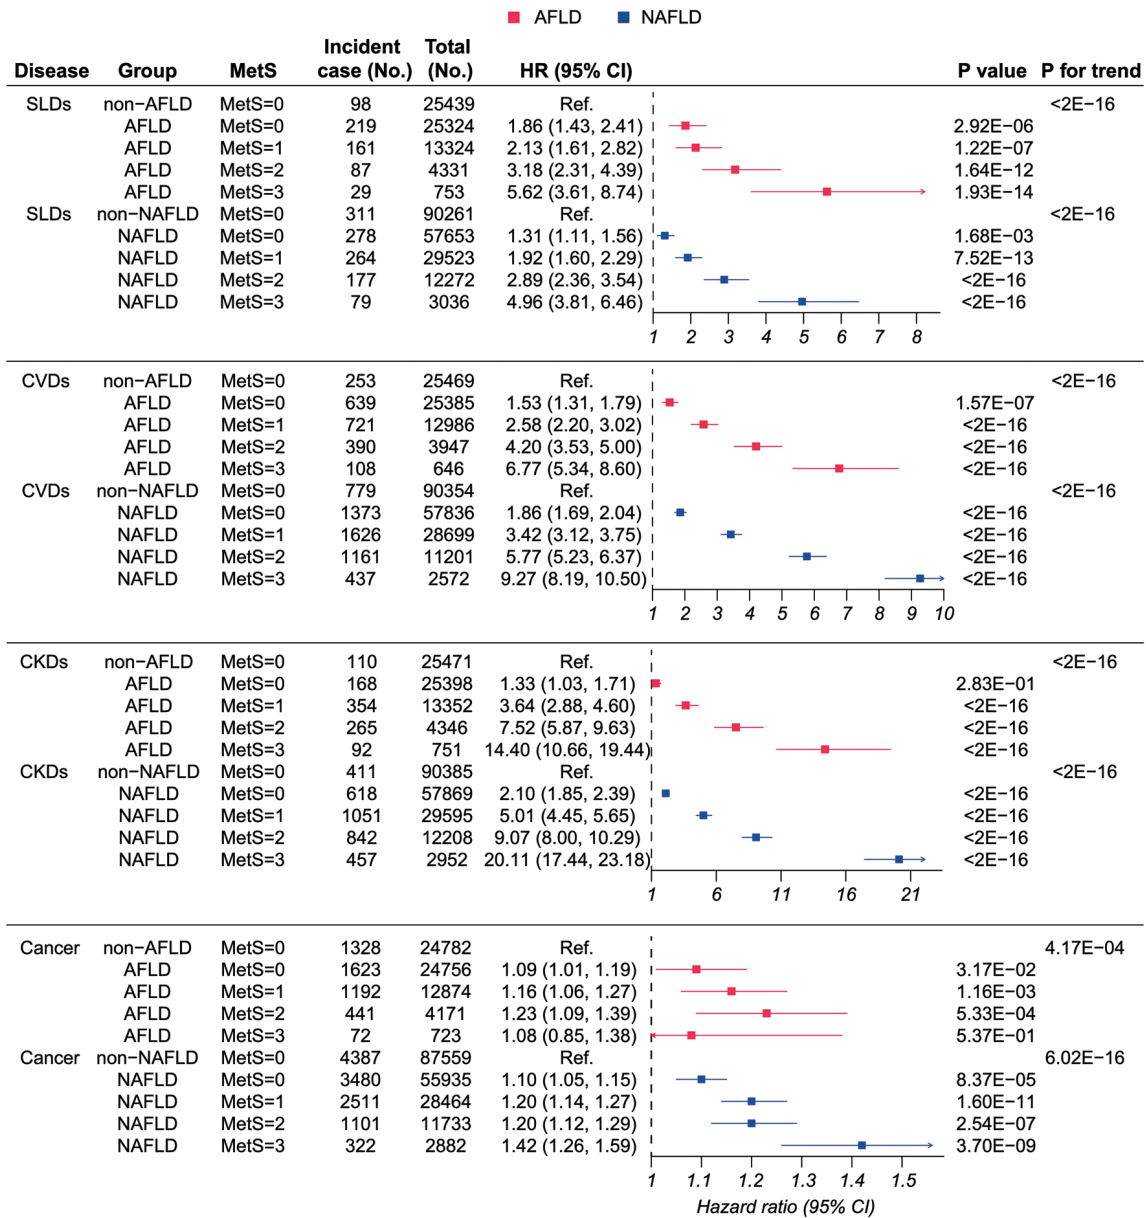 AFLD NAFLD
Disease Group MetS Incident case (No.) Total (No.) HR (95% CI) P value P for trend
SLDs non−AFLD MetS=0 98 25439 Ref. <2E−16
AFLD MetS=0 219 25324 1.86 (1.43, 2.41) 2.92E−06
AFLD MetS=1 161 13324 2.13 (1.61, 2.82) 1.22E−07
AFLD MetS=2 87 4331 3.18 (2.31, 4.39) 1.64E−12
AFLD MetS=3 29 753 5.62 (3.61, 8.74) 1.93E−14
SLDs non−NAFLD MetS=0 311 90261 Ref. <2E−16
NAFLD MetS=0 278 57653 1.31 (1.11, 1.56) 1.68E−03
NAFLD MetS=1 264 29523 1.92 (1.60, 2.29) 7.52E−13
NAFLD MetS=2 177 12272 2.89 (2.36, 3.54) <2E−16
NAFLD MetS=3 79 3036 4.96 (3.81, 6.46) <2E−16
1 2 3 4 5 6 7 8
CVDs non−AFLD MetS=0 253 25469 Ref. <2E−16
AFLD MetS=0 639 25385 1.53 (1.31, 1.79) 1.57E−07
AFLD MetS=1 721 12986 2.58 (2.20, 3.02) <2E−16
AFLD MetS=2 390 3947 4.20 (3.53, 5.00) <2E−16
AFLD MetS=3 108 646 6.77 (5.34, 8.60) <2E−16
CVDs non−NAFLD MetS=0 779 90354 Ref. <2E−16
NAFLD MetS=0 1373 57836 1.86 (1.69, 2.04) <2E−16
NAFLD MetS=1 1626 28699 3.42 (3.12, 3.75) <2E−16
NAFLD MetS=2 1161 11201 5.77 (5.23, 6.37) <2E−16
NAFLD MetS=3 437 2572 9.27 (8.19, 10.50) <2E−16
1 2 3 4 5 6 7 8 9 10
CKDs non−AFLD MetS=0 110 25471 Ref. <2E−16
AFLD MetS=0 168 25398 1.33 (1.03, 1.71) 2.83E−01
AFLD MetS=1 354 13352 3.64 (2.88, 4.60) <2E−16
AFLD MetS=2 265 4346 7.52 (5.87, 9.63) <2E−16
AFLD MetS=3 92 751 14.40 (10.66, 19.44) <2E−16
CKDs non−NAFLD MetS=0 411 90385 Ref. <2E−16
NAFLD MetS=0 618 57869 2.10 (1.85, 2.39) <2E−16
NAFLD MetS=1 1051 29595 5.01 (4.45, 5.65) <2E−16
NAFLD MetS=2 842 12208 9.07 (8.00, 10.29) <2E−16
NAFLD MetS=3 457 2952 20.11 (17.44, 23.18) <2E−16
1 6 11 16 21
Cancer non−AFLD MetS=0 1328 24782 Ref. 4.17E−04
AFLD MetS=0 1623 24756 1.09 (1.01, 1.19) 3.17E−02
AFLD MetS=1 1192 12874 1.16 (1.06, 1.27) 1.16E−03
AFLD MetS=2 441 4171 1.23 (1.09, 1.39) 5.33E−04
AFLD MetS=3 72 723 1.08 (0.85, 1.38) 5.37E−01
Cancer non−NAFLD MetS=0 4387 87559 Ref. 6.02E−16
NAFLD MetS=0 3480 55935 1.10 (1.05, 1.15) 8.37E−05
NAFLD MetS=1 2511 28464 1.20 (1.14, 1.27) 1.60E−11
NAFLD MetS=2 1101 11733 1.20 (1.12, 1.29) 2.54E−07
NAFLD MetS=3 322 2882 1.42 (1.26, 1.59) 3.70E−09
1 1.1 1.2 1.3 1.4 1.5
Hazard ratio (95% CI)